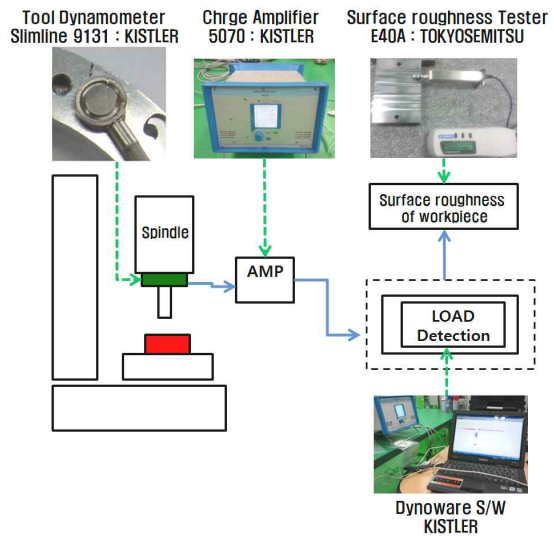 Tool Dynamometer
Slimline 9131 : KISTLER
Chrge Amplifier
5070 : KISTLER
Surface roughness Tester
E40A : TOKYOSEMITSU
Spindle
AMP
Surface roughness
of workpiece
LOAD
Detection
Dynoware S/W
KISTLER